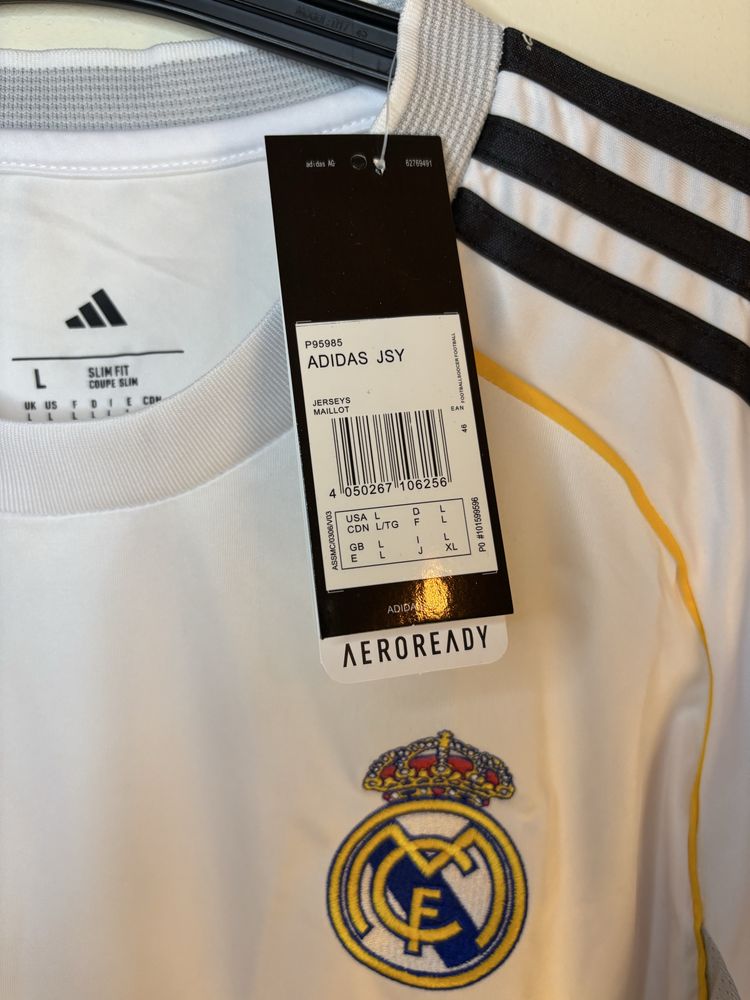 adidas AG 62769491
P95985
ADIDAS JSY
JERSEYS
MAILLOT
FOOTBALL/SOCCER FOOTBALL
EAN
46
4 050267 106256
USA L D L
CDN L/TG F L
GB L I L
E L J XL
ASSMC/0306/V03
PO #101599596
AEROREADY
L
SLIM FIT
COUPE SLIM
UK US F D I E CDN
L L L L L L
MCF